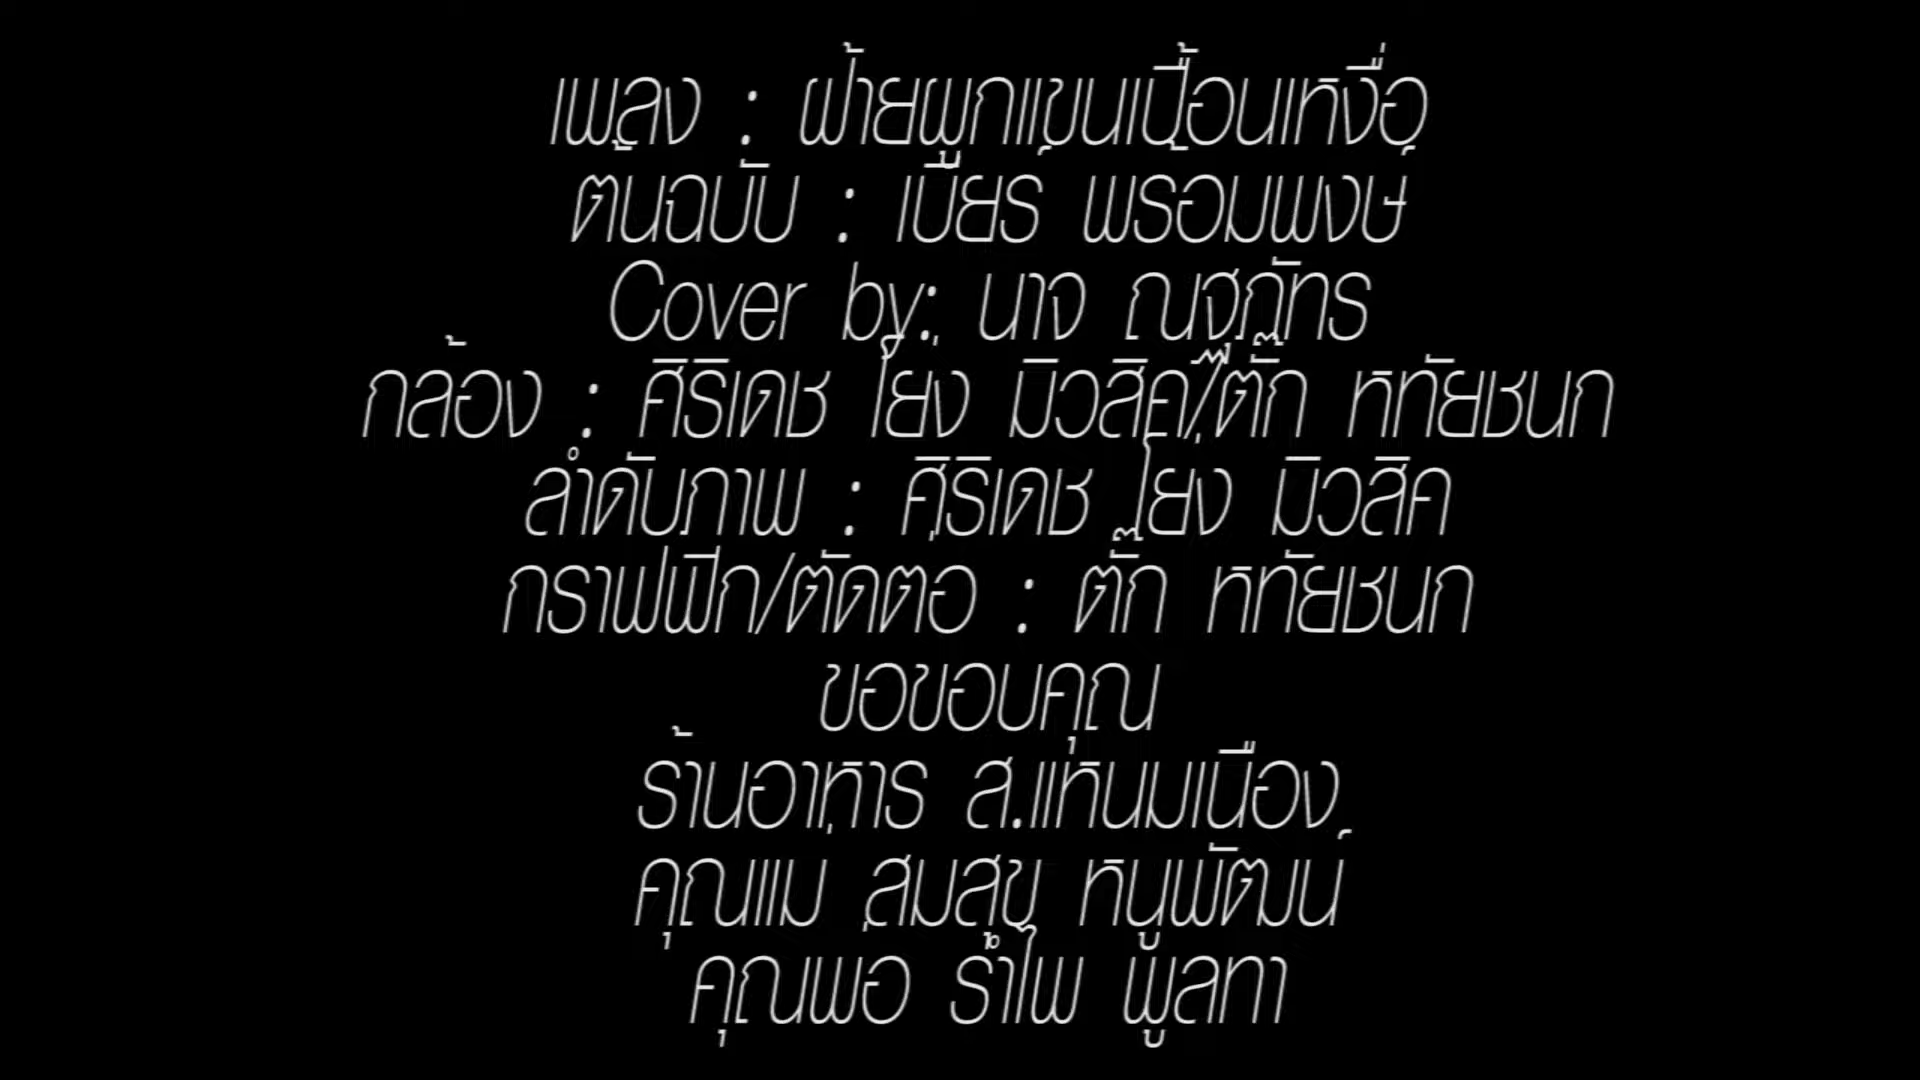 เพลง : ฝ้ายผูกแขนเปื้อนเหงื่อ
ต้นฉบับ : เบียร์ พร้อมพงษ์
Cover by: นาง ณฐภัทร
กล้อง : ศิริเดช โย่ง มิวสิค/ตั๊ก หทัยชนก
ลำดับภาพ : ศิริเดช โย่ง มิวสิค
กราฟฟิก/ตัดต่อ : ตั๊ก หทัยชนก
ขอขอบคุณ
ร้านอาหาร ส.แหนมเนือง
คุณแม่ สมสุข หนูพัฒน์
คุณพ่อ รำไพ พูลทา